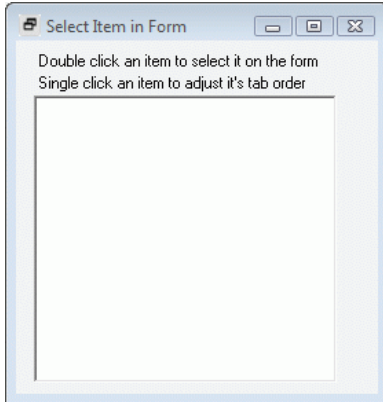 Select Item in Form
Double click an item to select it on the form
Single click an item to adjust it's tab order